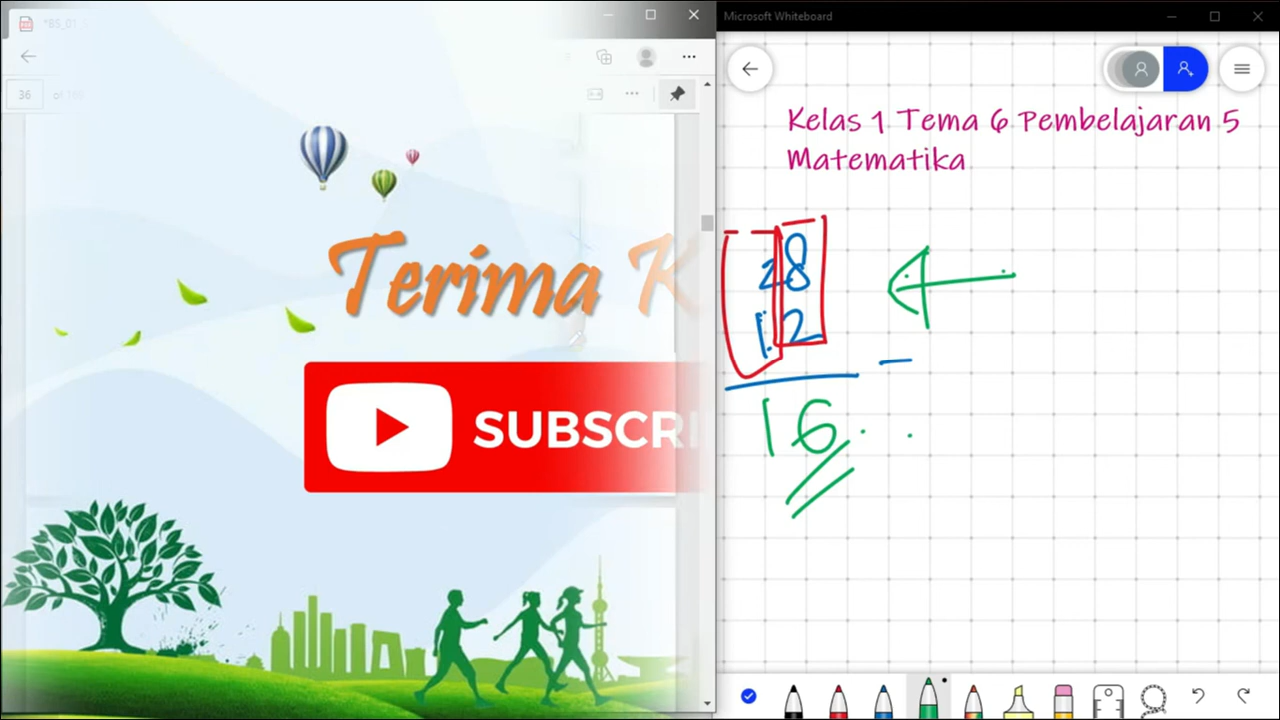 36
Terima K
SUBSCRI
Microsoft Whiteboard
Kelas 1 Tema 6 Pembelajaran 5
Matematika
28
12
—
16